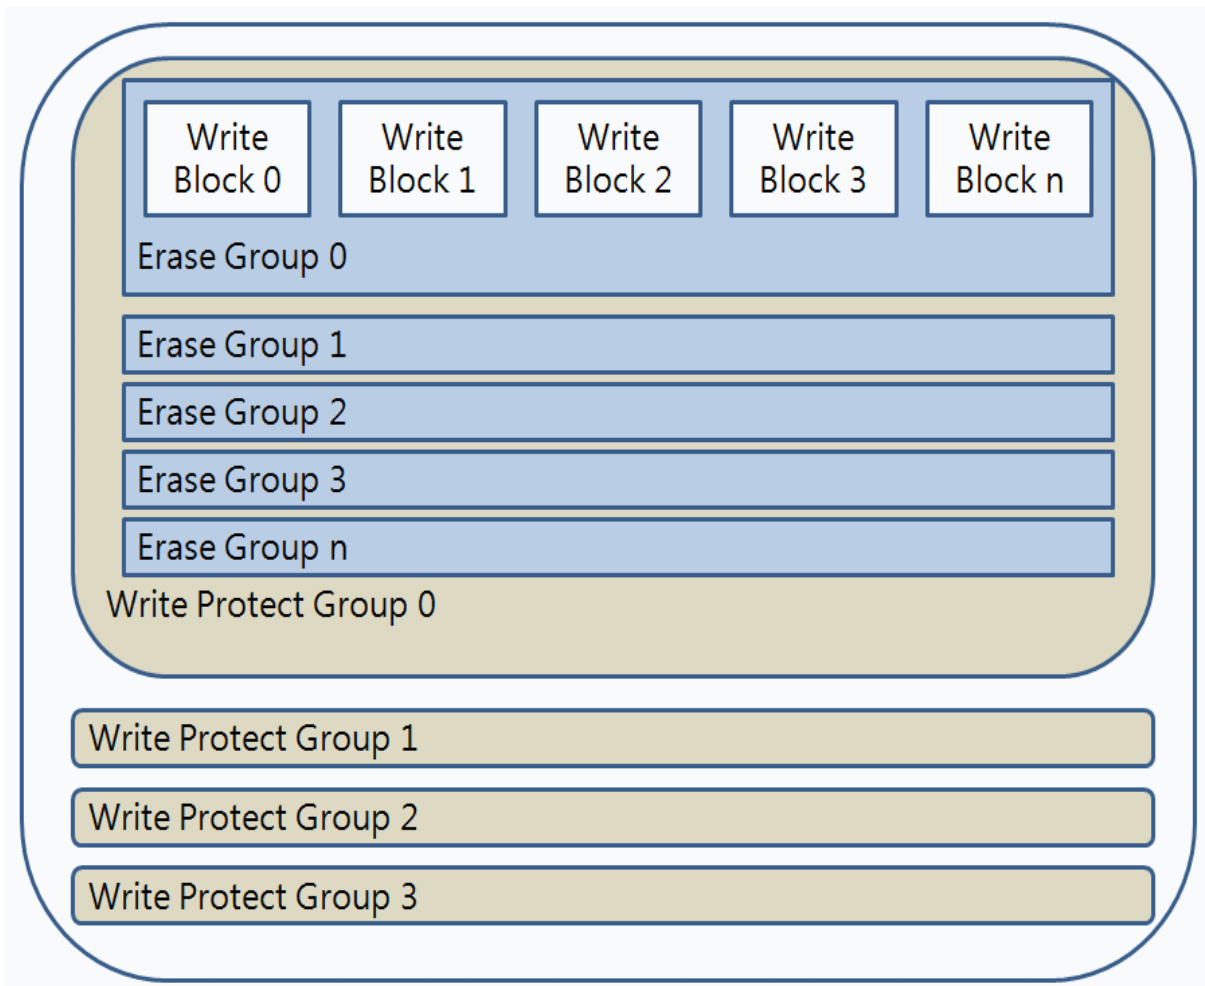 Write
Block 0
Write
Block 1
Write
Block 2
Write
Block 3
Write
Block n
Erase Group 0
Erase Group 1
Erase Group 2
Erase Group 3
Erase Group n
Write Protect Group 0
Write Protect Group 1
Write Protect Group 2
Write Protect Group 3